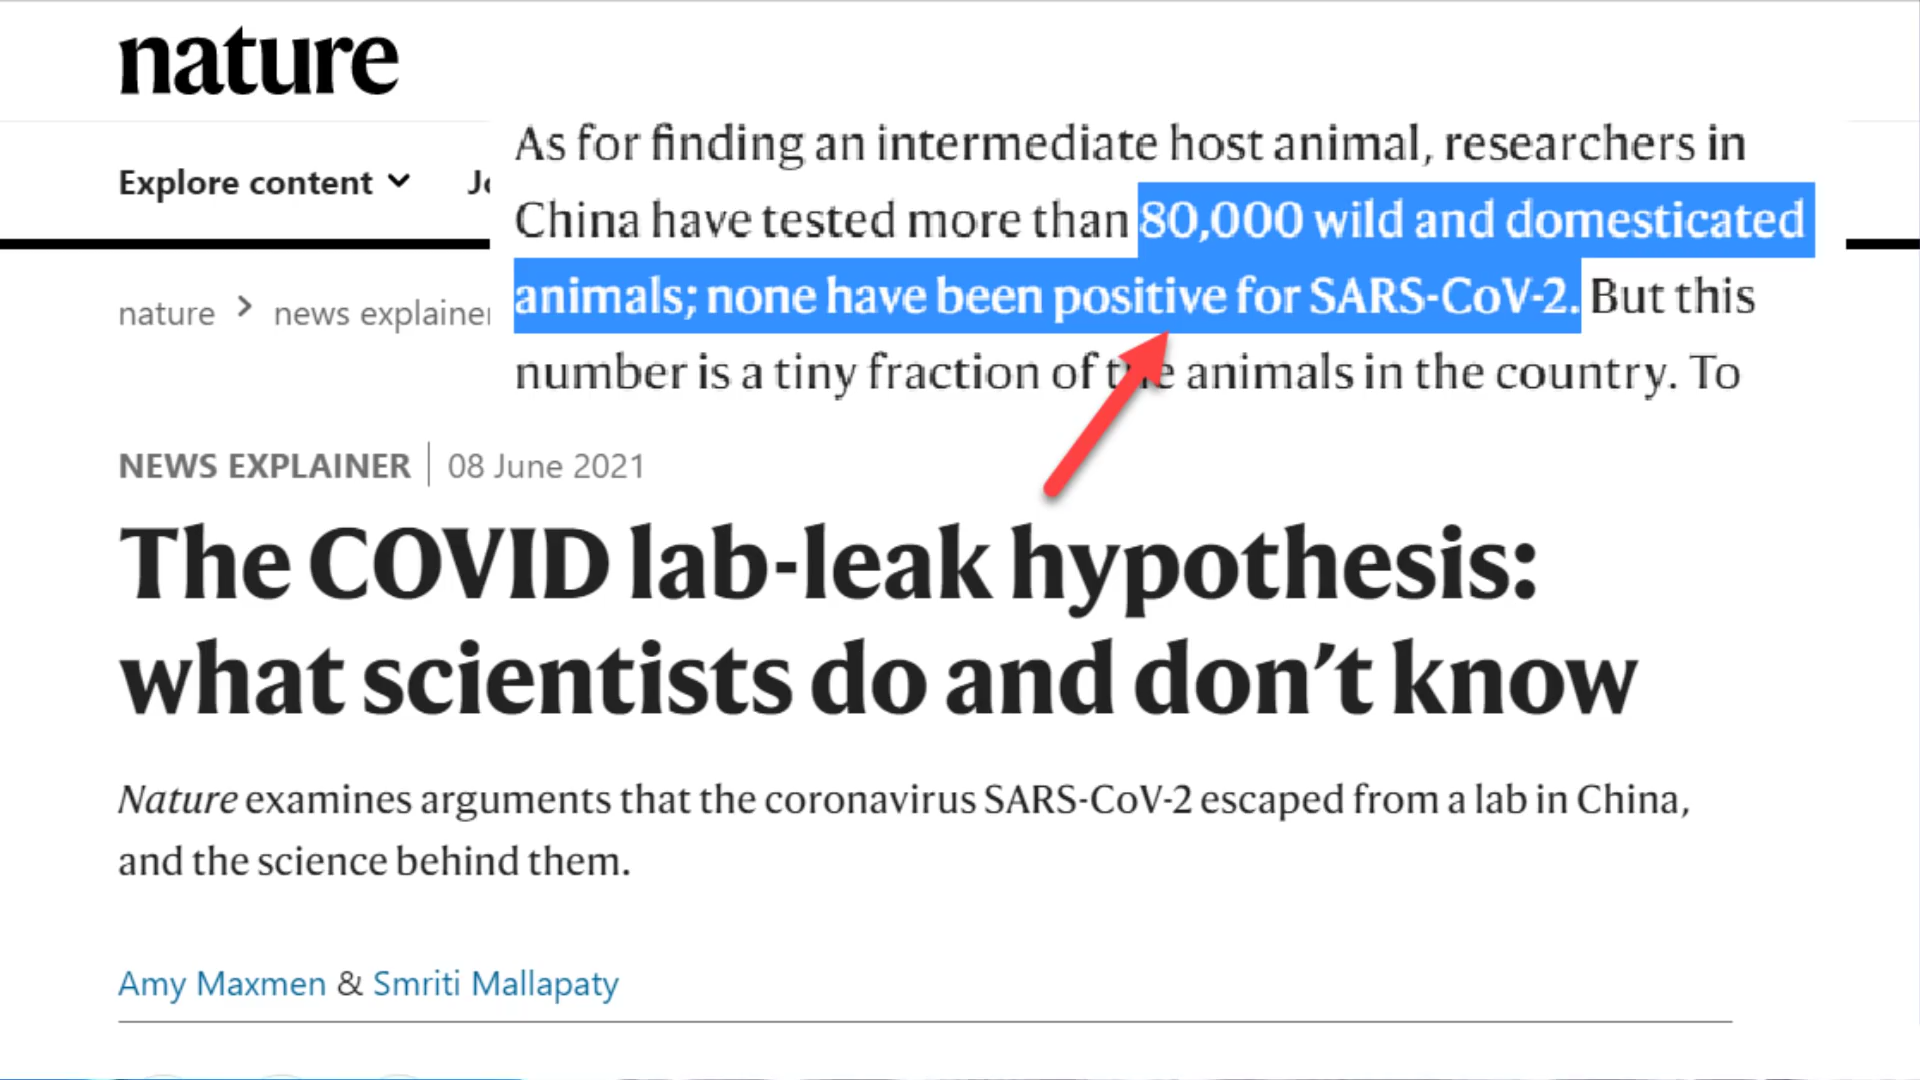 nature
As for finding an intermediate host animal, researchers in
China have tested more than 80,000 wild and domesticated
animals; none have been positive for SARS-CoV-2. But this
number is a tiny fraction of the animals in the country. To
Explore content
nature > news explainer
NEWS EXPLAINER | 08 June 2021
The COVID lab-leak hypothesis:
what scientists do and don’t know
Nature examines arguments that the coronavirus SARS-CoV-2 escaped from a lab in China,
and the science behind them.
Amy Maxmen & Smriti Mallapaty